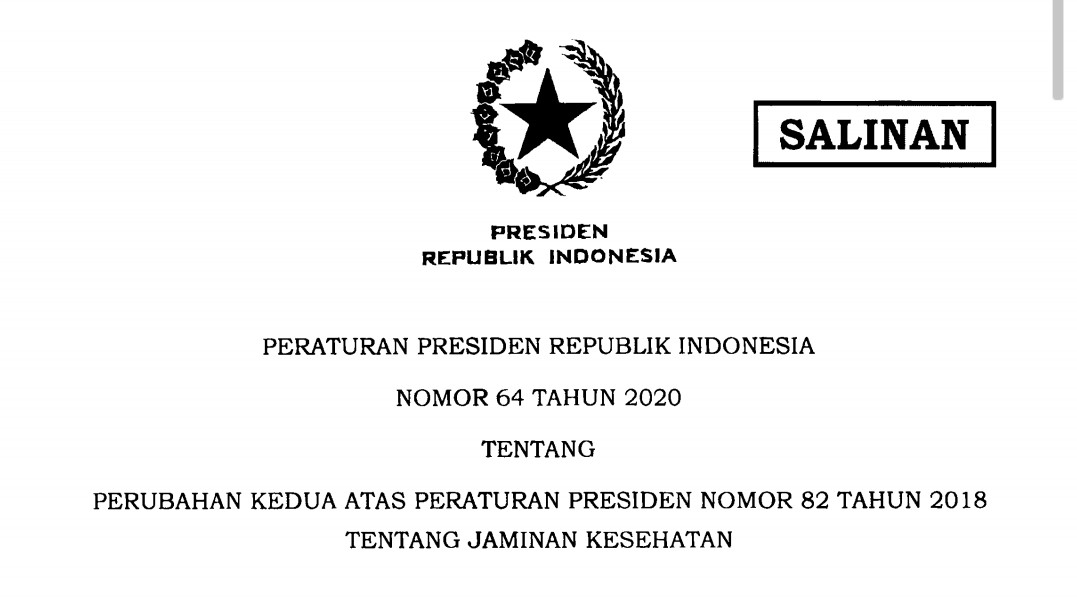 SALINAN
PRESIDEN
REPUBLIK INDONESIA
PERATURAN PRESIDEN REPUBLIK INDONESIA
NOMOR 64 TAHUN 2020
TENTANG
PERUBAHAN KEDUA ATAS PERATURAN PRESIDEN NOMOR 82 TAHUN 2018
TENTANG JAMINAN KESEHATAN